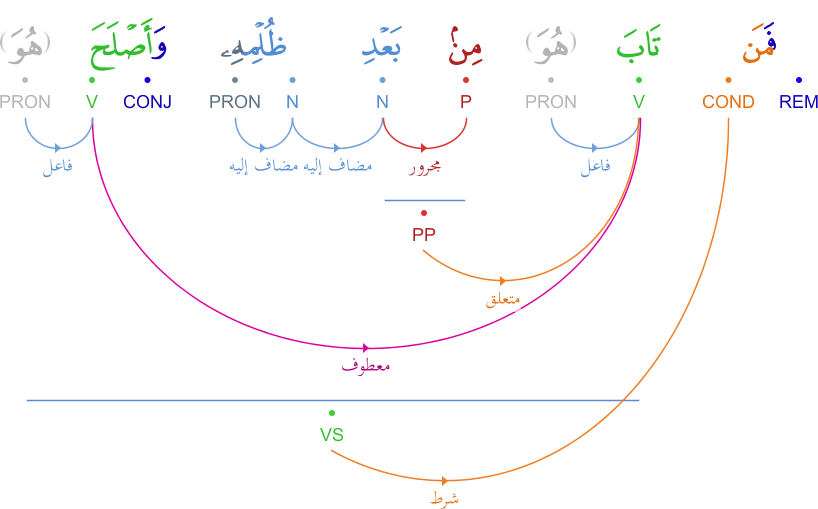 فَمَن تَابَ (هُوَ) مِنۢ بَعْدِ ظُلْمِهِۦ وَأَصْلَحَ (هُوَ)
REM COND V PRON P N N PRON CONJ V PRON
فاعل مجرور مضاف إليه مضاف إليه فاعل
PP
متعلق
معطوف
VS
شرط